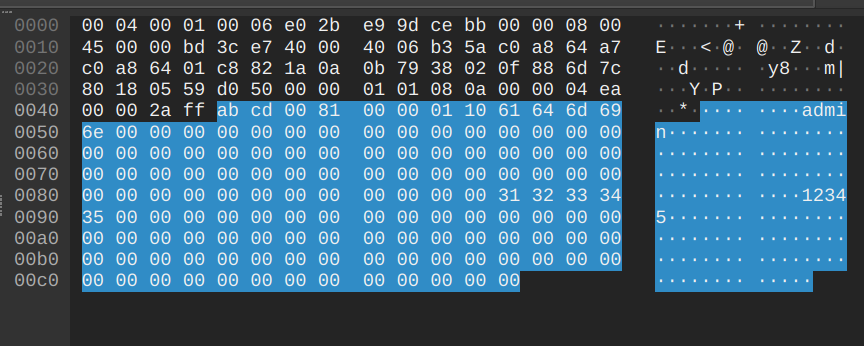 0000 00 04 00 01 00 06 e0 2b e9 9d ce bb 00 00 08 00 ·······+ ········
0010 45 00 00 bd 3c e7 40 00 40 06 b3 5a c0 a8 64 a7 E···<·@· @··Z··d·
0020 c0 a8 64 01 c8 82 1a 0a 0b 79 38 02 0f 88 6d 7c ··d····· ·y8···m|
0030 80 18 05 59 d0 50 00 00 01 01 08 0a 00 00 04 ea ···Y·P·· ········
0040 00 00 2a ff ab cd 00 81 00 00 01 10 61 64 6d 69 ··*····· ····admi
0050 6e 00 00 00 00 00 00 00 00 00 00 00 00 00 00 00 n······· ········
0060 00 00 00 00 00 00 00 00 00 00 00 00 00 00 00 00 ········ ········
0070 00 00 00 00 00 00 00 00 00 00 00 00 00 00 00 00 ········ ········
0080 00 00 00 00 00 00 00 00 00 00 00 00 31 32 33 34 ········ ····1234
0090 35 00 00 00 00 00 00 00 00 00 00 00 00 00 00 00 5······· ········
00a0 00 00 00 00 00 00 00 00 00 00 00 00 00 00 00 00 ········ ········
00b0 00 00 00 00 00 00 00 00 00 00 00 00 00 00 00 00 ········ ········
00c0 00 00 00 00 00 00 00 00 00 00 00 00 ········ ·····